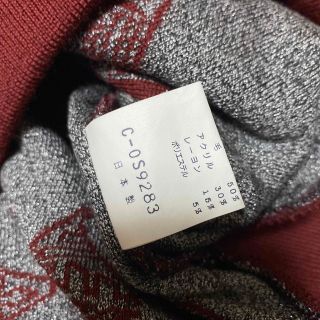 毛 50%
アクリル 30%
レーヨン 15%
ポリエステル 5%
C-0S9283
日本製